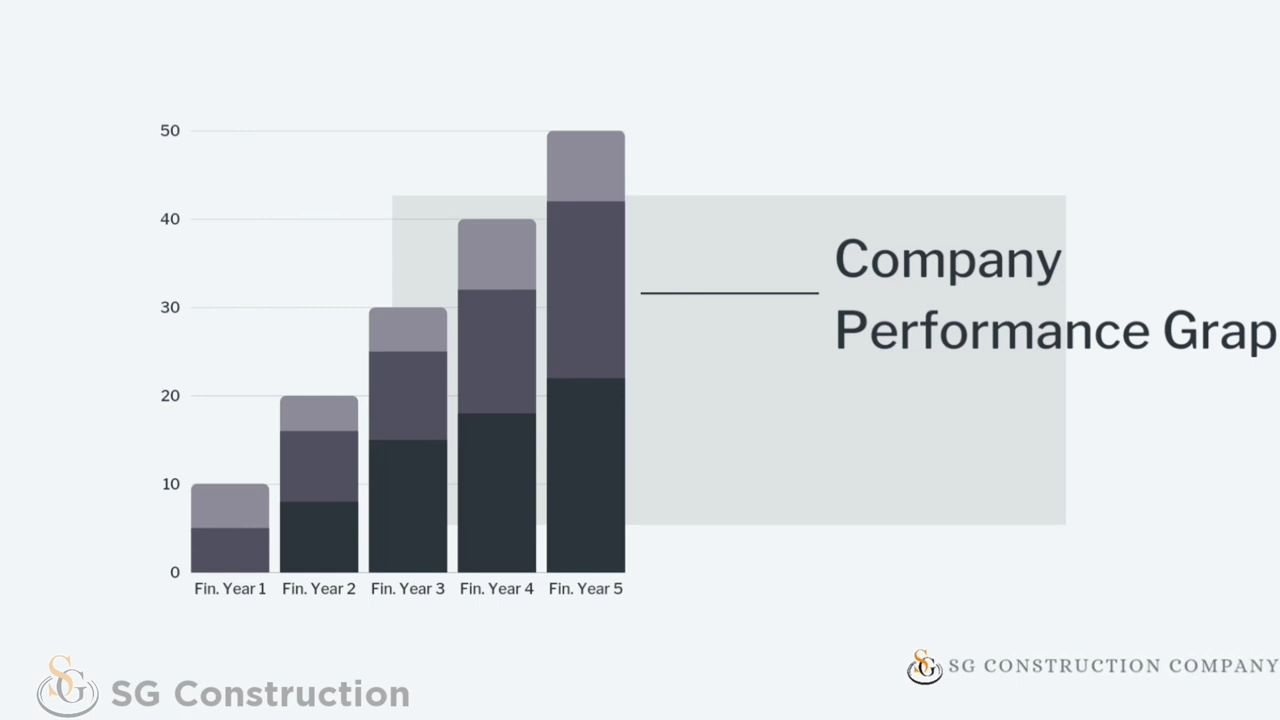 50
40
30
20
10
0
Fin. Year 1 Fin. Year 2 Fin. Year 3 Fin. Year 4 Fin. Year 5
Company
Performance Grap
SG Construction
SG CONSTRUCTION COMPANY